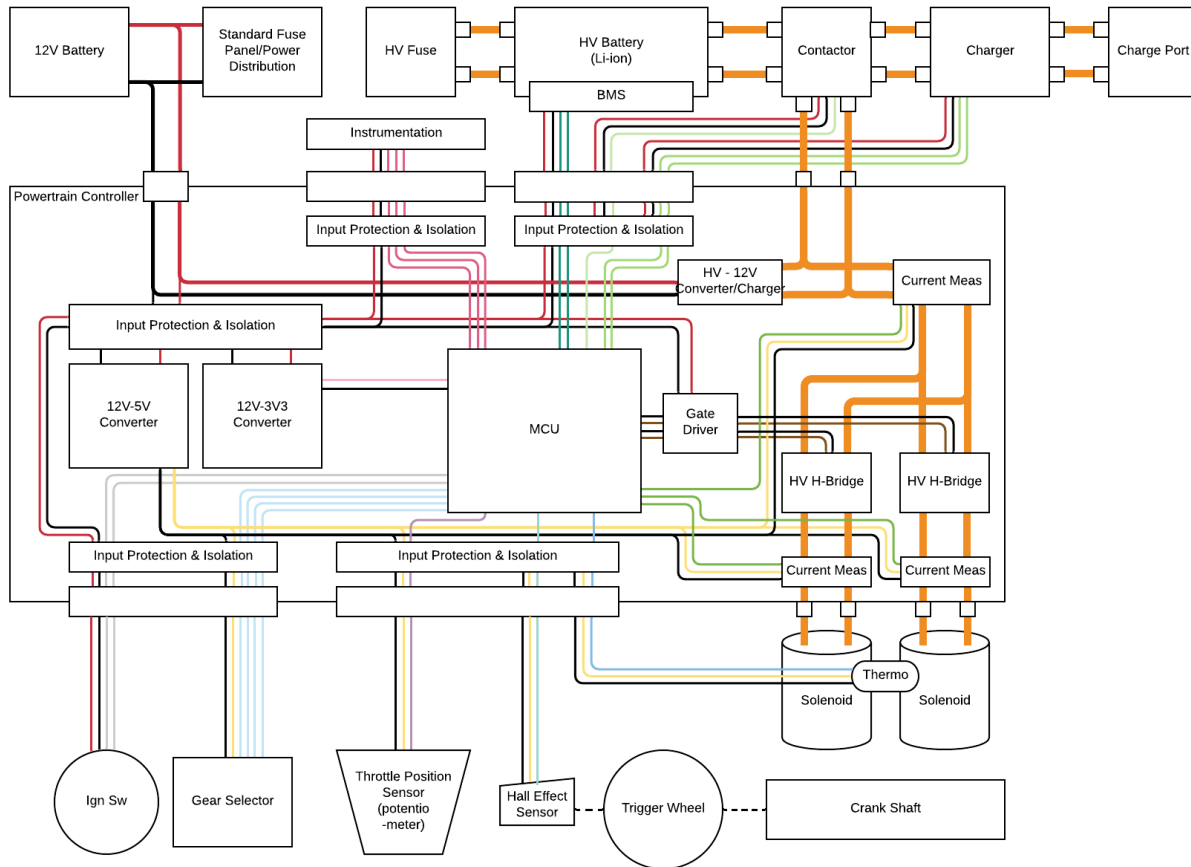 12V Battery
Standard Fuse
Panel/Power
Distribution
HV Fuse
HV Battery
(Li-ion)
BMS
Contactor
Charger
Charge Port
Instrumentation
Powertrain Controller
Input Protection & Isolation
Input Protection & Isolation
HV - 12V
Converter/Charger
Current Meas
Input Protection & Isolation
12V-5V
Converter
12V-3V3
Converter
MCU
Gate
Driver
HV H-Bridge
HV H-Bridge
Input Protection & Isolation
Input Protection & Isolation
Current Meas
Current Meas
Thermo
Solenoid
Solenoid
Ign Sw
Gear Selector
Throttle Position
Sensor
(potentio
-meter)
Hall Effect
Sensor
Trigger Wheel
Crank Shaft